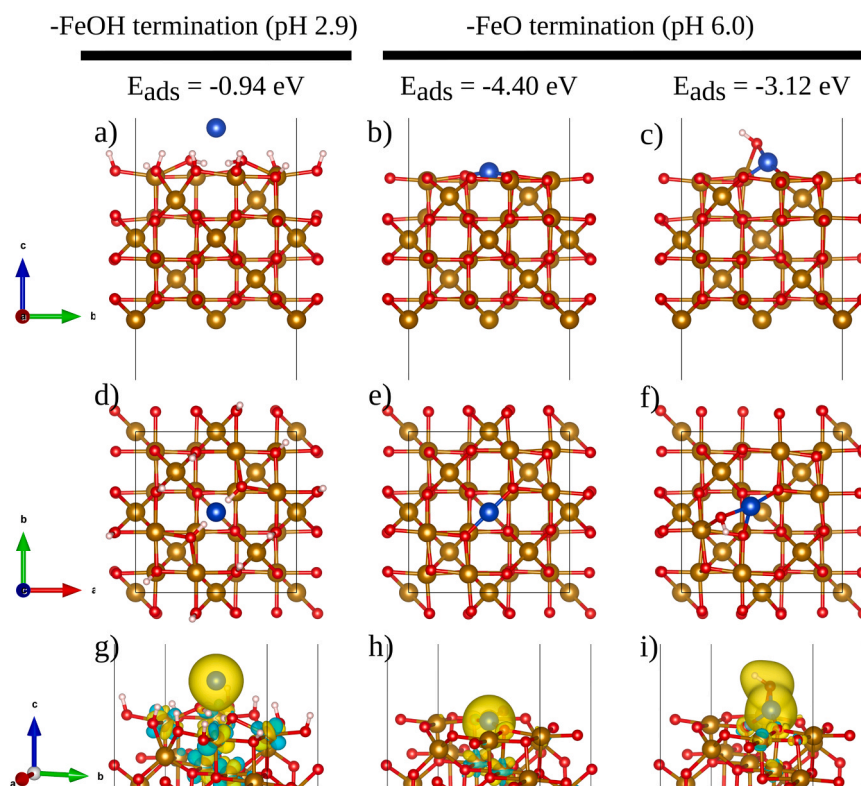 -FeOH termination (pH 2.9) -FeO termination (pH 6.0)
Eads = -0.94 eV Eads = -4.40 eV Eads = -3.12 eV
a) b) c)
c
a b
d) e) f)
b
c a
g) h) i)
c
a b